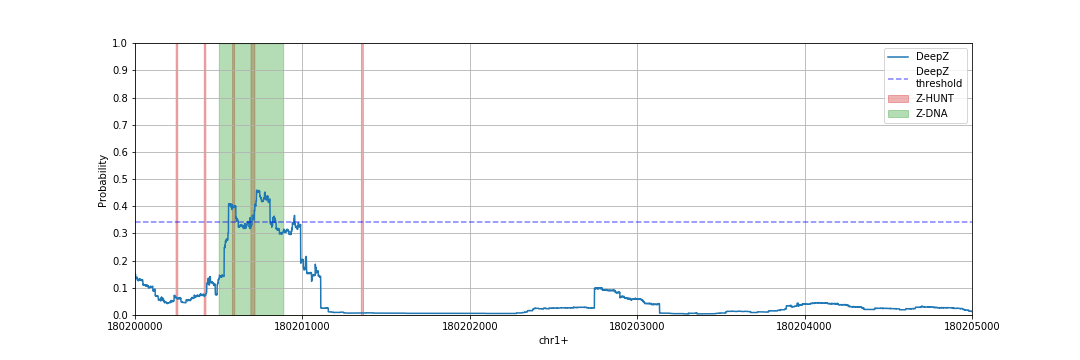 1.0
0.9
0.8
0.7
0.6
0.5
0.4
0.3
0.2
0.1
0.0
Probability
180200000
180201000
180202000
180203000
180204000
180205000
chr1+
DeepZ
DeepZ
threshold
Z-HUNT
Z-DNA